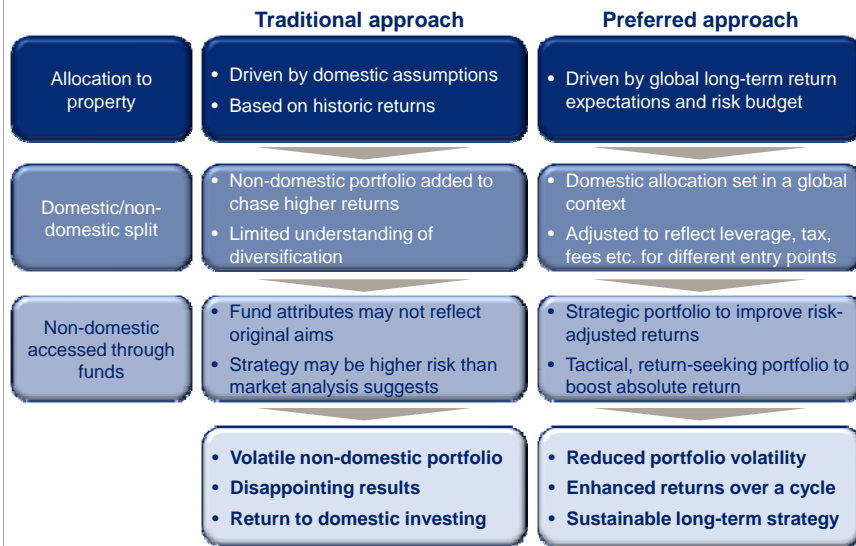 Traditional approach
Preferred approach
Allocation to
property
• Driven by domestic assumptions
• Based on historic returns
• Driven by global long-term return
expectations and risk budget
Domestic/non-
domestic split
• Non-domestic portfolio added to
chase higher returns
• Limited understanding of
diversification
• Domestic allocation set in a global
context
• Adjusted to reflect leverage, tax,
fees etc. for different entry points
Non-domestic
accessed through
funds
• Fund attributes may not reflect
original aims
• Strategy may be higher risk than
market analysis suggests
• Strategic portfolio to improve risk-
adjusted returns
• Tactical, return-seeking portfolio to
boost absolute return
• Volatile non-domestic portfolio
• Disappointing results
• Return to domestic investing
• Reduced portfolio volatility
• Enhanced returns over a cycle
• Sustainable long-term strategy